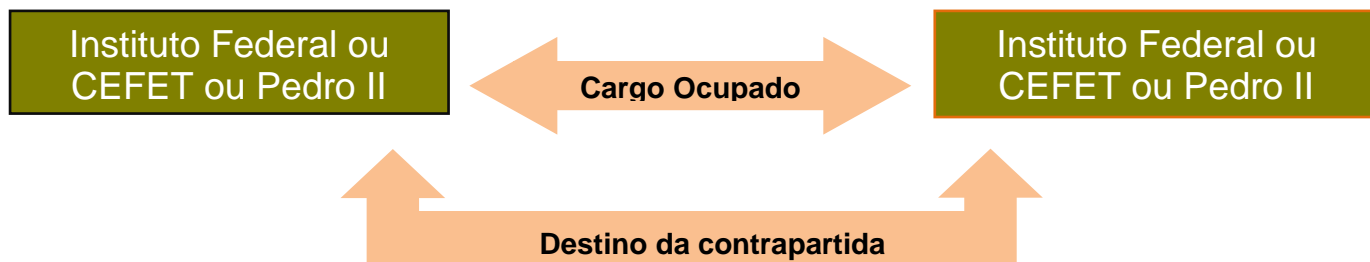 Instituto Federal ou
CEFET ou Pedro II
Cargo Ocupado
Instituto Federal ou
CEFET ou Pedro II
Destino da contrapartida